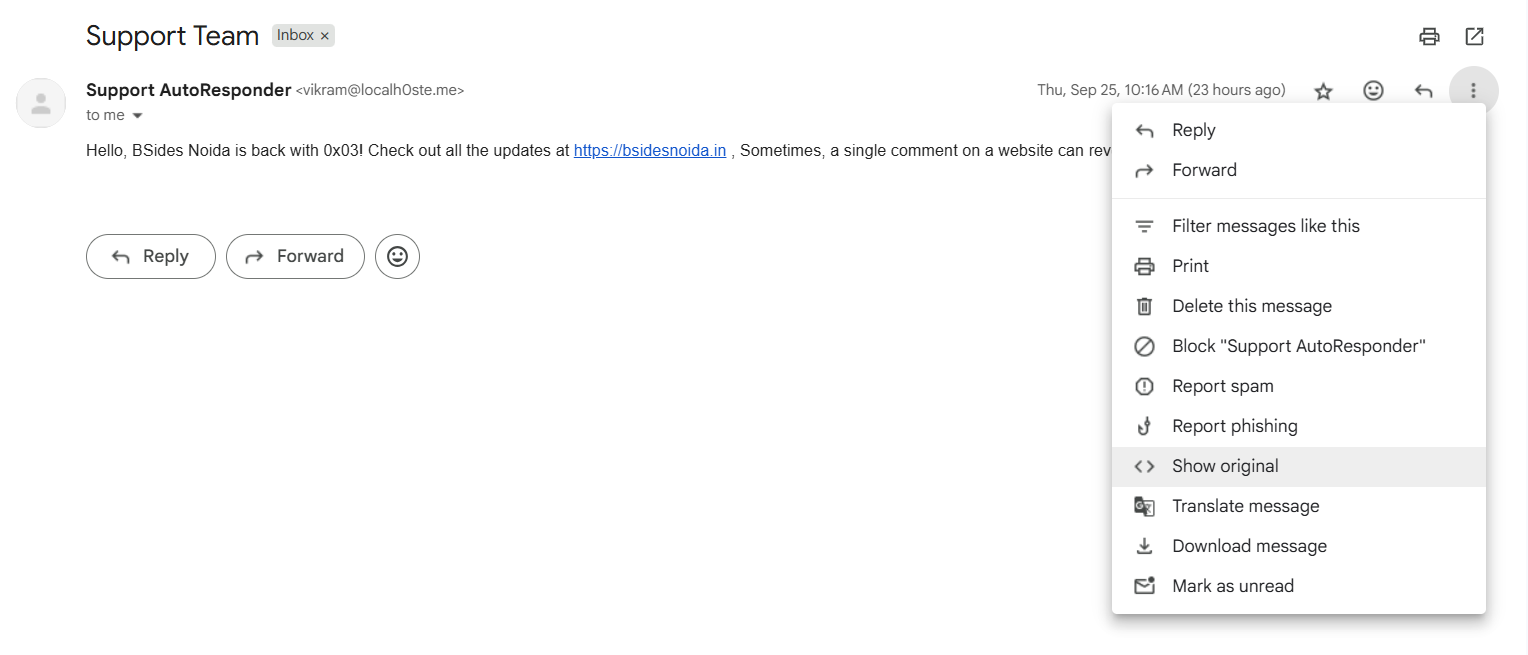 Support Team Inbox ×
Support AutoResponder <vikram@localh0ste.me> Thu, Sep 25, 10:16 AM (23 hours ago)
to me
Hello, BSides Noida is back with 0x03! Check out all the updates at https://bsidesnoida.in , Sometimes, a single comment on a website can rev
Reply Forward
Reply
Forward
Filter messages like this
Print
Delete this message
Block "Support AutoResponder"
Report spam
Report phishing
Show original
Translate message
Download message
Mark as unread